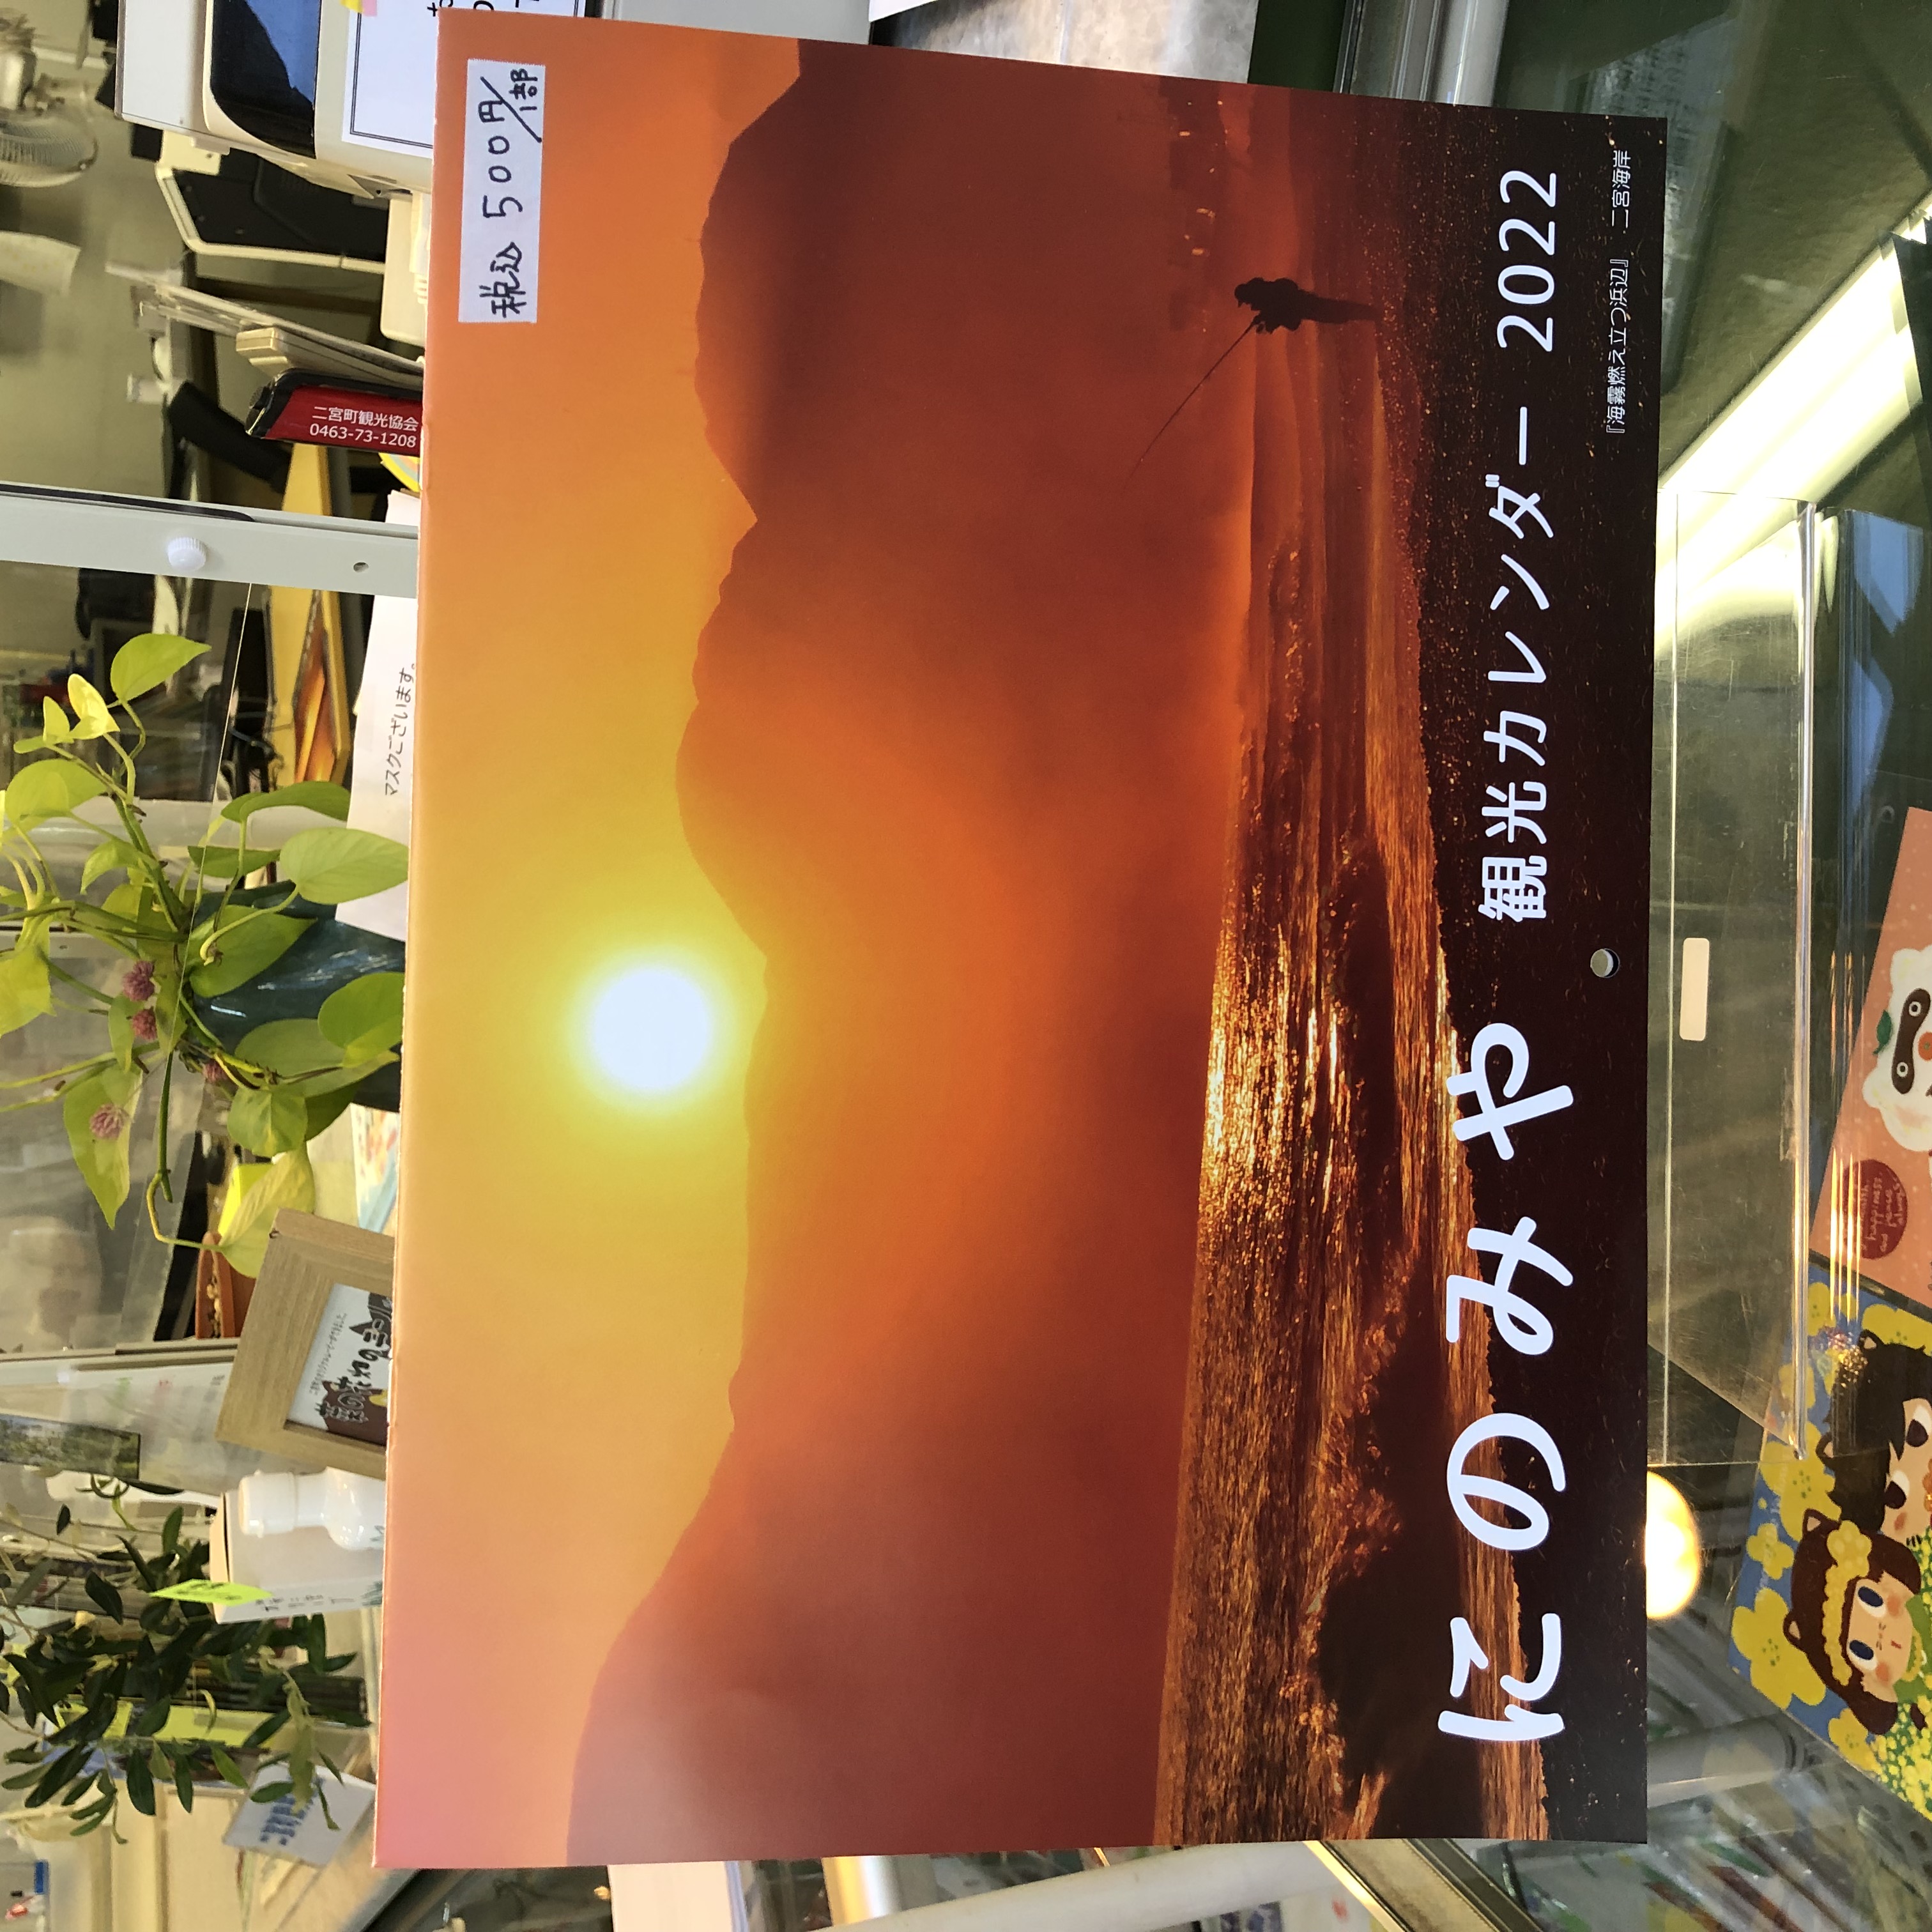 税込500円/1部
にのみや 観光カレンダー 2022
『海霧燃え立つ浜辺』 二宮海岸
二宮町観光協会
0463-73-1208
マスクございます。